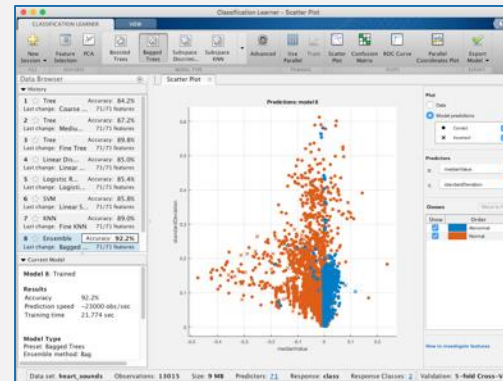 Classification Learner - Scatter Plot
CLASSIFICATION LEARNER
VIEW
New Session
Feature Selection
PCA
Boosted Trees
Bagged Trees
Subspace Discrim...
Subspace KNN
Advanced
Use Parallel
Train
Scatter Plot
Confusion Matrix
ROC Curve
Parallel Coordinates Plot
Export Model
Data Browser
Scatter Plot
History
1 Tree Accuracy: 84.2%
Last change: Coarse ... 71/71 features
2 Tree Accuracy: 87.2%
Last change: Mediu... 71/71 features
3 Tree Accuracy: 89.8%
Last change: Fine Tree 71/71 features
4 Linear Dis... Accuracy: 85.0%
Last change: Linear ... 71/71 features
5 Logistic R... Accuracy: 85.4%
Last change: Logisti... 71/71 features
6 SVM Accuracy: 85.8%
Last change: Linear S... 71/71 features
7 KNN Accuracy: 89.0%
Last change: Fine KNN 71/71 features
8 Ensemble Accuracy: 92.2%
Last change: Bagged ... 71/71 features
Current Model
Model 8: Trained
Results
Accuracy 92.2%
Prediction speed ~23000 obs/sec
Training time 21.774 sec
Model Type
Preset: Bagged Trees
Ensemble method: Bag
Predictions: model 8
standardDeviation
medianValue
Plot
Data
Model predictions
Correct
Incorrect
Predictors
X medianValue
standardDeviation
Classes
Show Order
Abnormal
Normal
How to investigate features
Data set: heart_sounds Observations: 13015 Size: 9 MB Predictors: 71 Response: class Response Classes: 2 Validation: 5-fold Cross-V